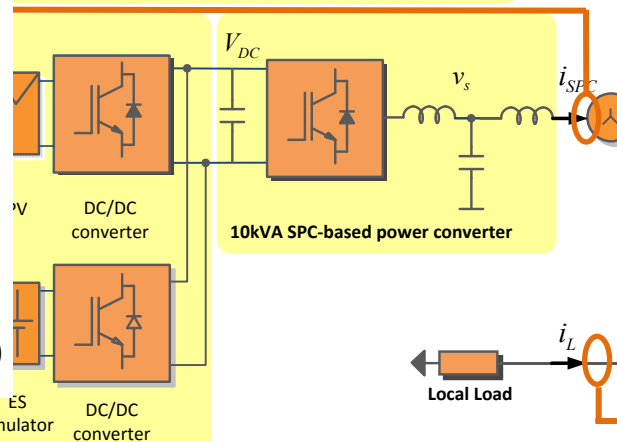 V_DC
v_s
i_SPC
PV
DC/DC
converter
10kVA SPC-based power converter
i_L
Local Load
ES
DC/DC
converter